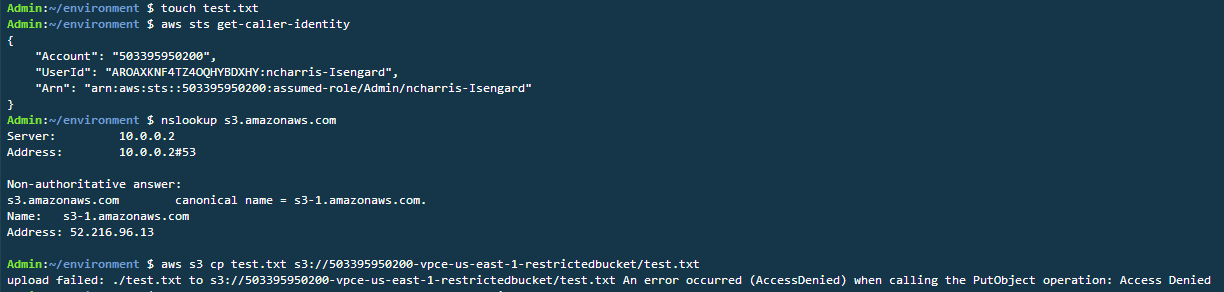 Admin:~/environment $ touch test.txt
Admin:~/environment $ aws sts get-caller-identity
{
    "Account": "503395950200",
    "UserId": "AROAXKNF4TZ4OQHYBDXHY:ncharris-Isengard",
    "Arn": "arn:aws:sts::503395950200:assumed-role/Admin/ncharris-Isengard"
}
Admin:~/environment $ nslookup s3.amazonaws.com
Server:         10.0.0.2
Address:        10.0.0.2#53

Non-authoritative answer:
s3.amazonaws.com        canonical name = s3-1.amazonaws.com.
Name:   s3-1.amazonaws.com
Address: 52.216.96.13

Admin:~/environment $ aws s3 cp test.txt s3://503395950200-vpce-us-east-1-restrictedbucket/test.txt
upload failed: ./test.txt to s3://503395950200-vpce-us-east-1-restrictedbucket/test.txt An error occurred (AccessDenied) when calling the PutObject operation: Access Denied